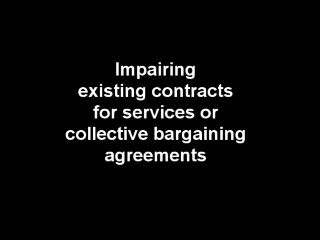 Impairing
existing contracts
for services or
collective bargaining
agreements